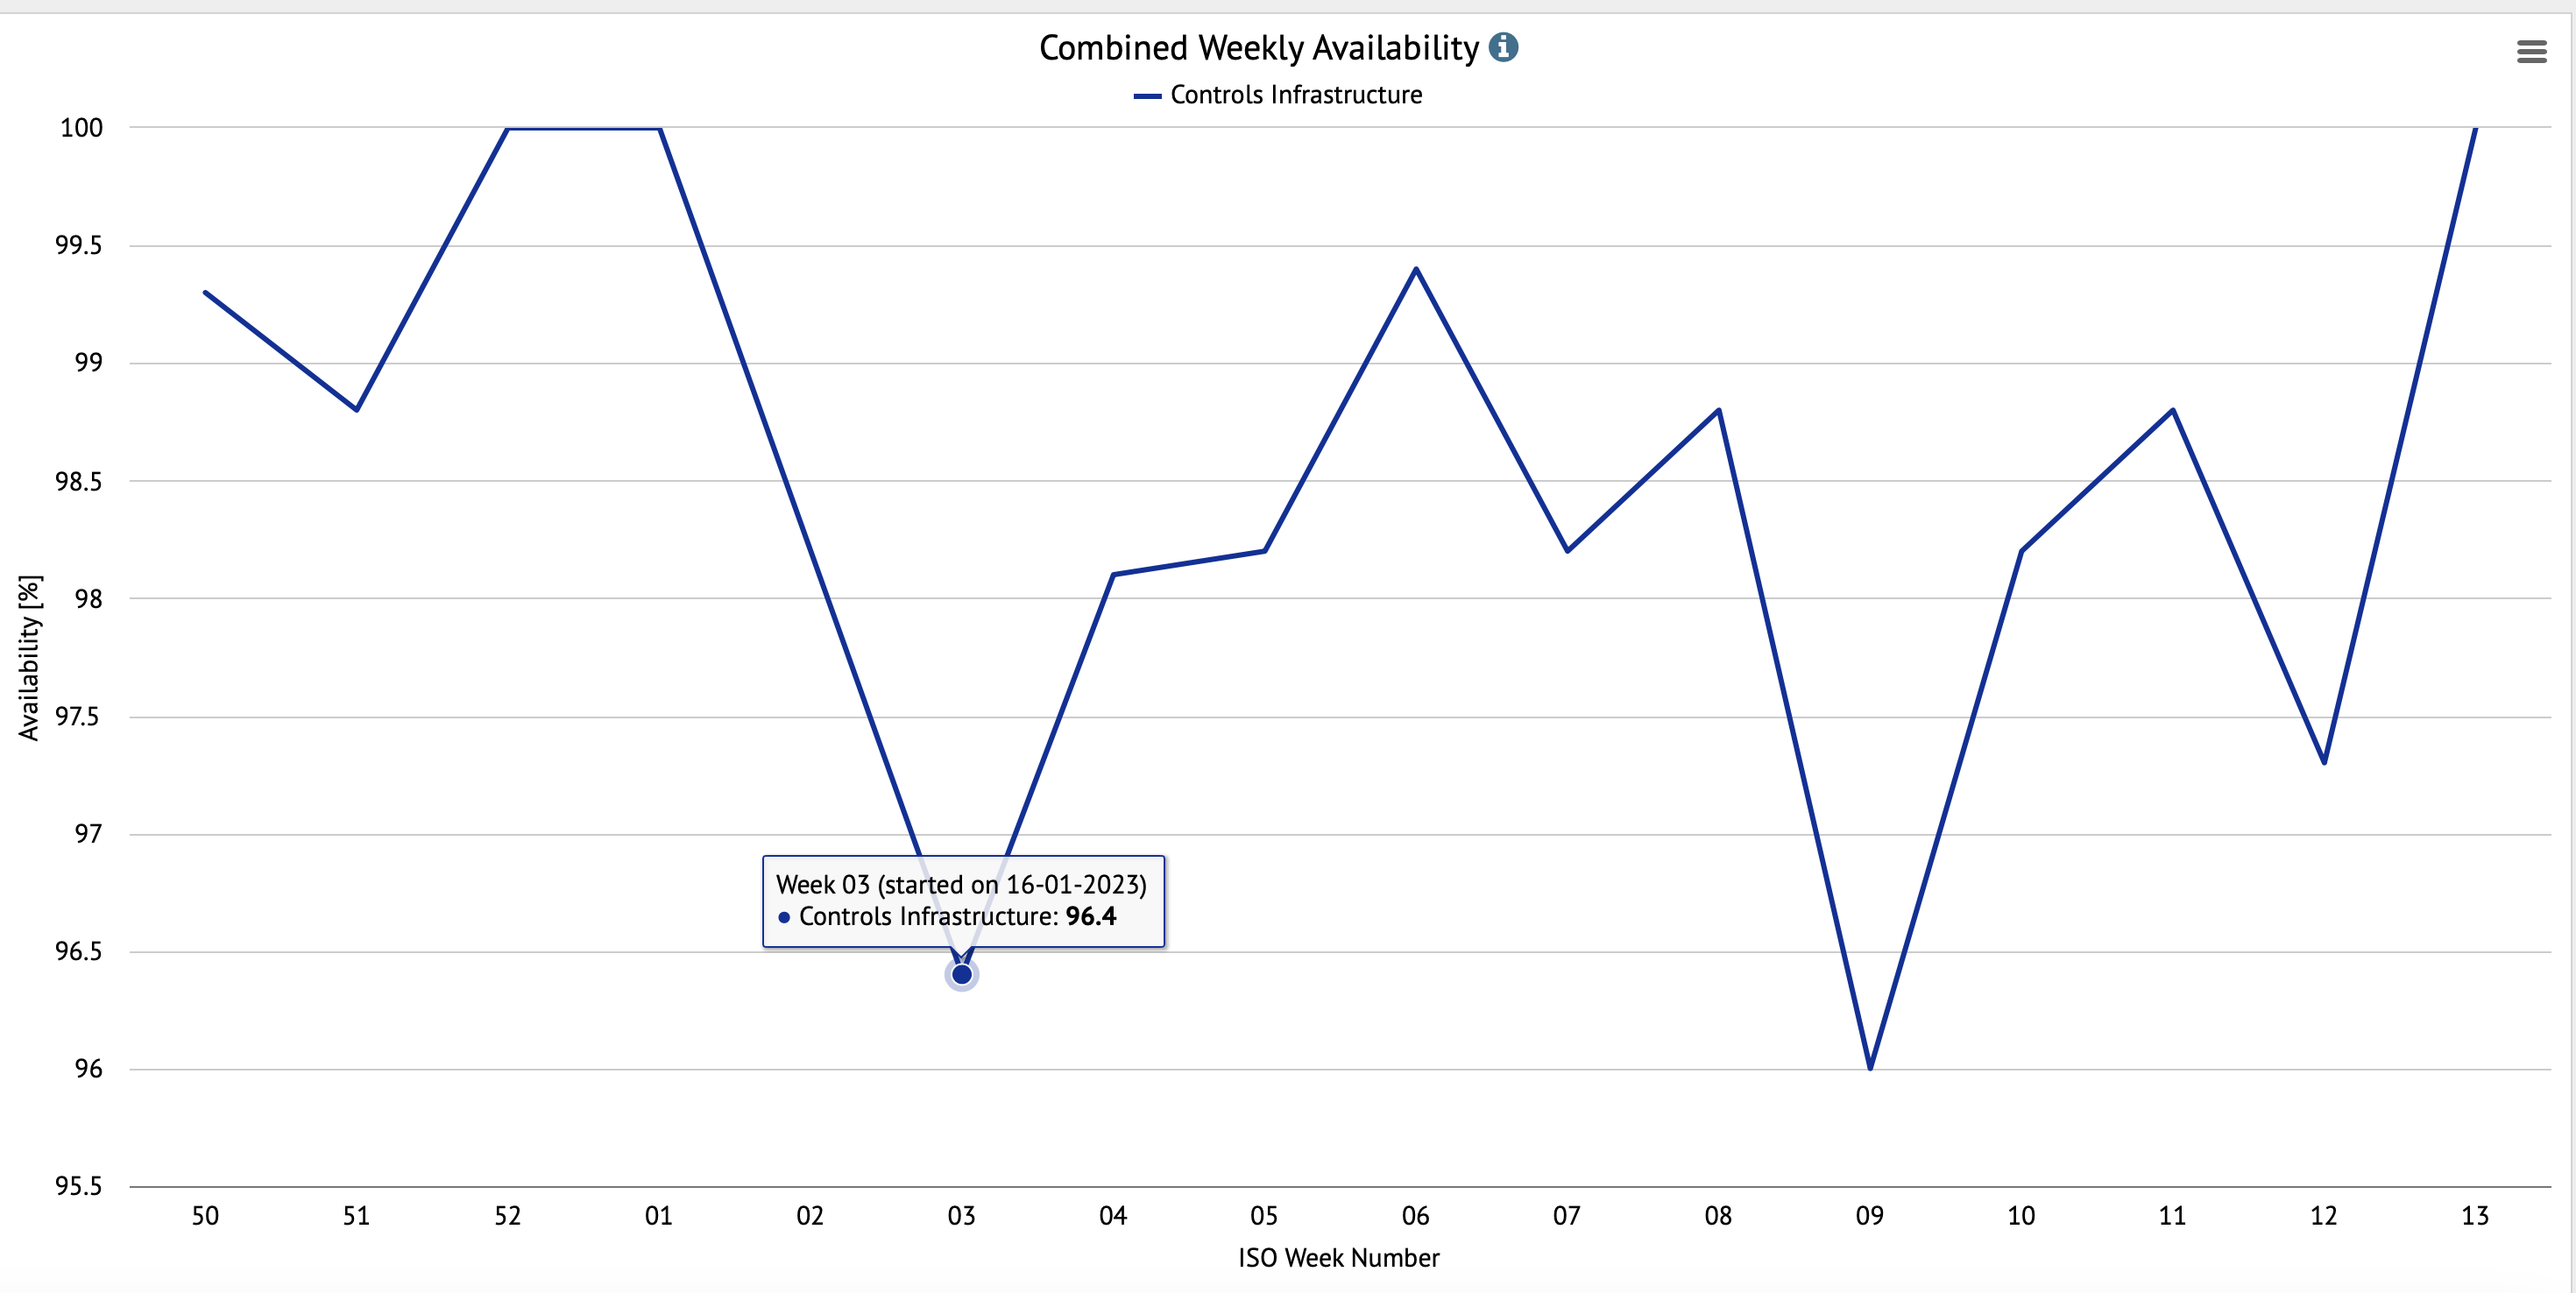 Combined Weekly Availability
Controls Infrastructure
100
99.5
99
98.5
98
97.5
97
96.5
96
95.5
Availability [%]
Week 03 (started on 16-01-2023)
Controls Infrastructure: 96.4
50 51 52 01 02 03 04 05 06 07 08 09 10 11 12 13
ISO Week Number